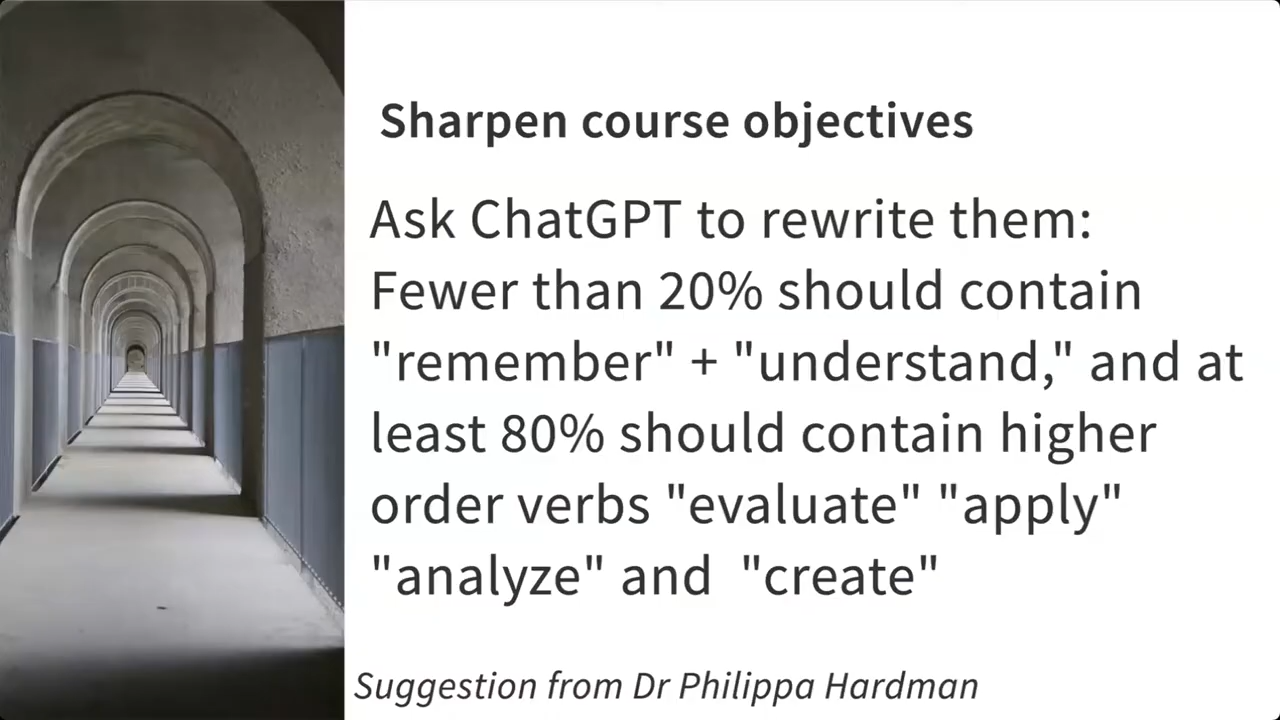 Sharpen course objectives
Ask ChatGPT to rewrite them:
Fewer than 20% should contain
"remember" + "understand," and at
least 80% should contain higher
order verbs "evaluate" "apply"
"analyze" and  "create"
Suggestion from Dr Philippa Hardman